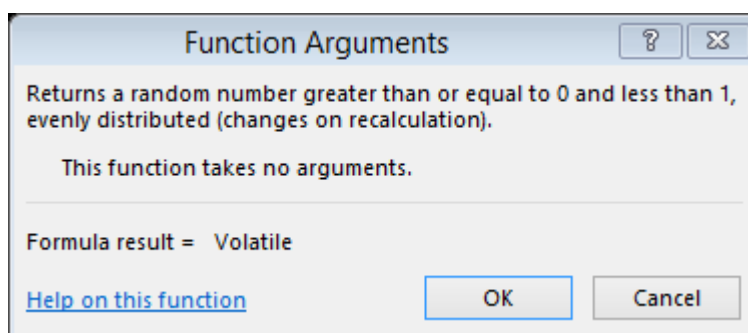 Function Arguments
Returns a random number greater than or equal to 0 and less than 1,
evenly distributed (changes on recalculation).
This function takes no arguments.
Formula result = Volatile
Help on this function
OK
Cancel